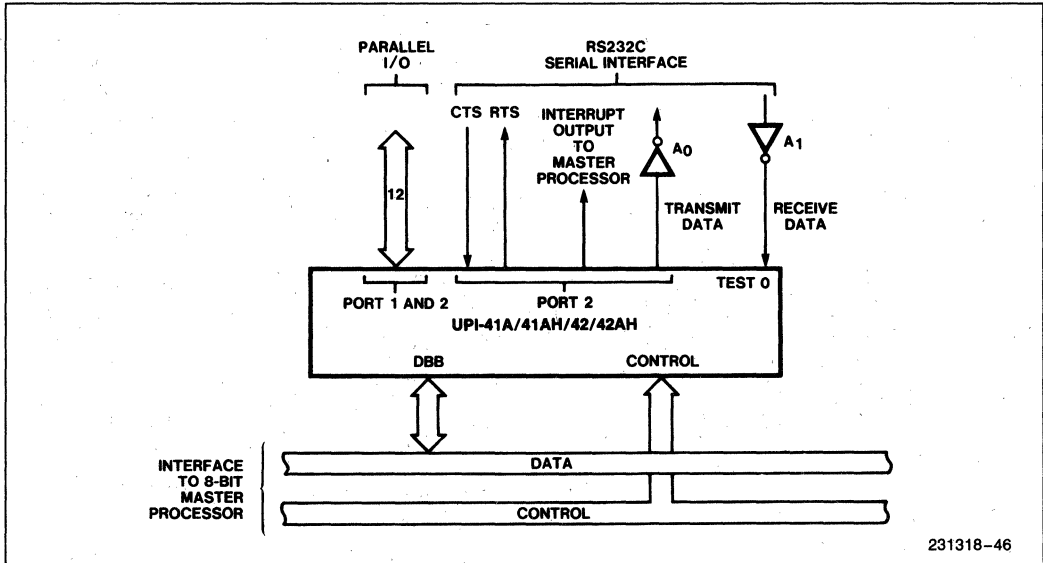 PARALLEL
I/O
RS232C
SERIAL INTERFACE
CTS RTS
INTERRUPT
OUTPUT
TO
MASTER
PROCESSOR
A0
A1
12
TRANSMIT
DATA
RECEIVE
DATA
TEST 0
PORT 1 AND 2
PORT 2
UPI-41A/41AH/42/42AH
DBB
CONTROL
INTERFACE
TO 8-BIT
MASTER
PROCESSOR
DATA
CONTROL
231318-46